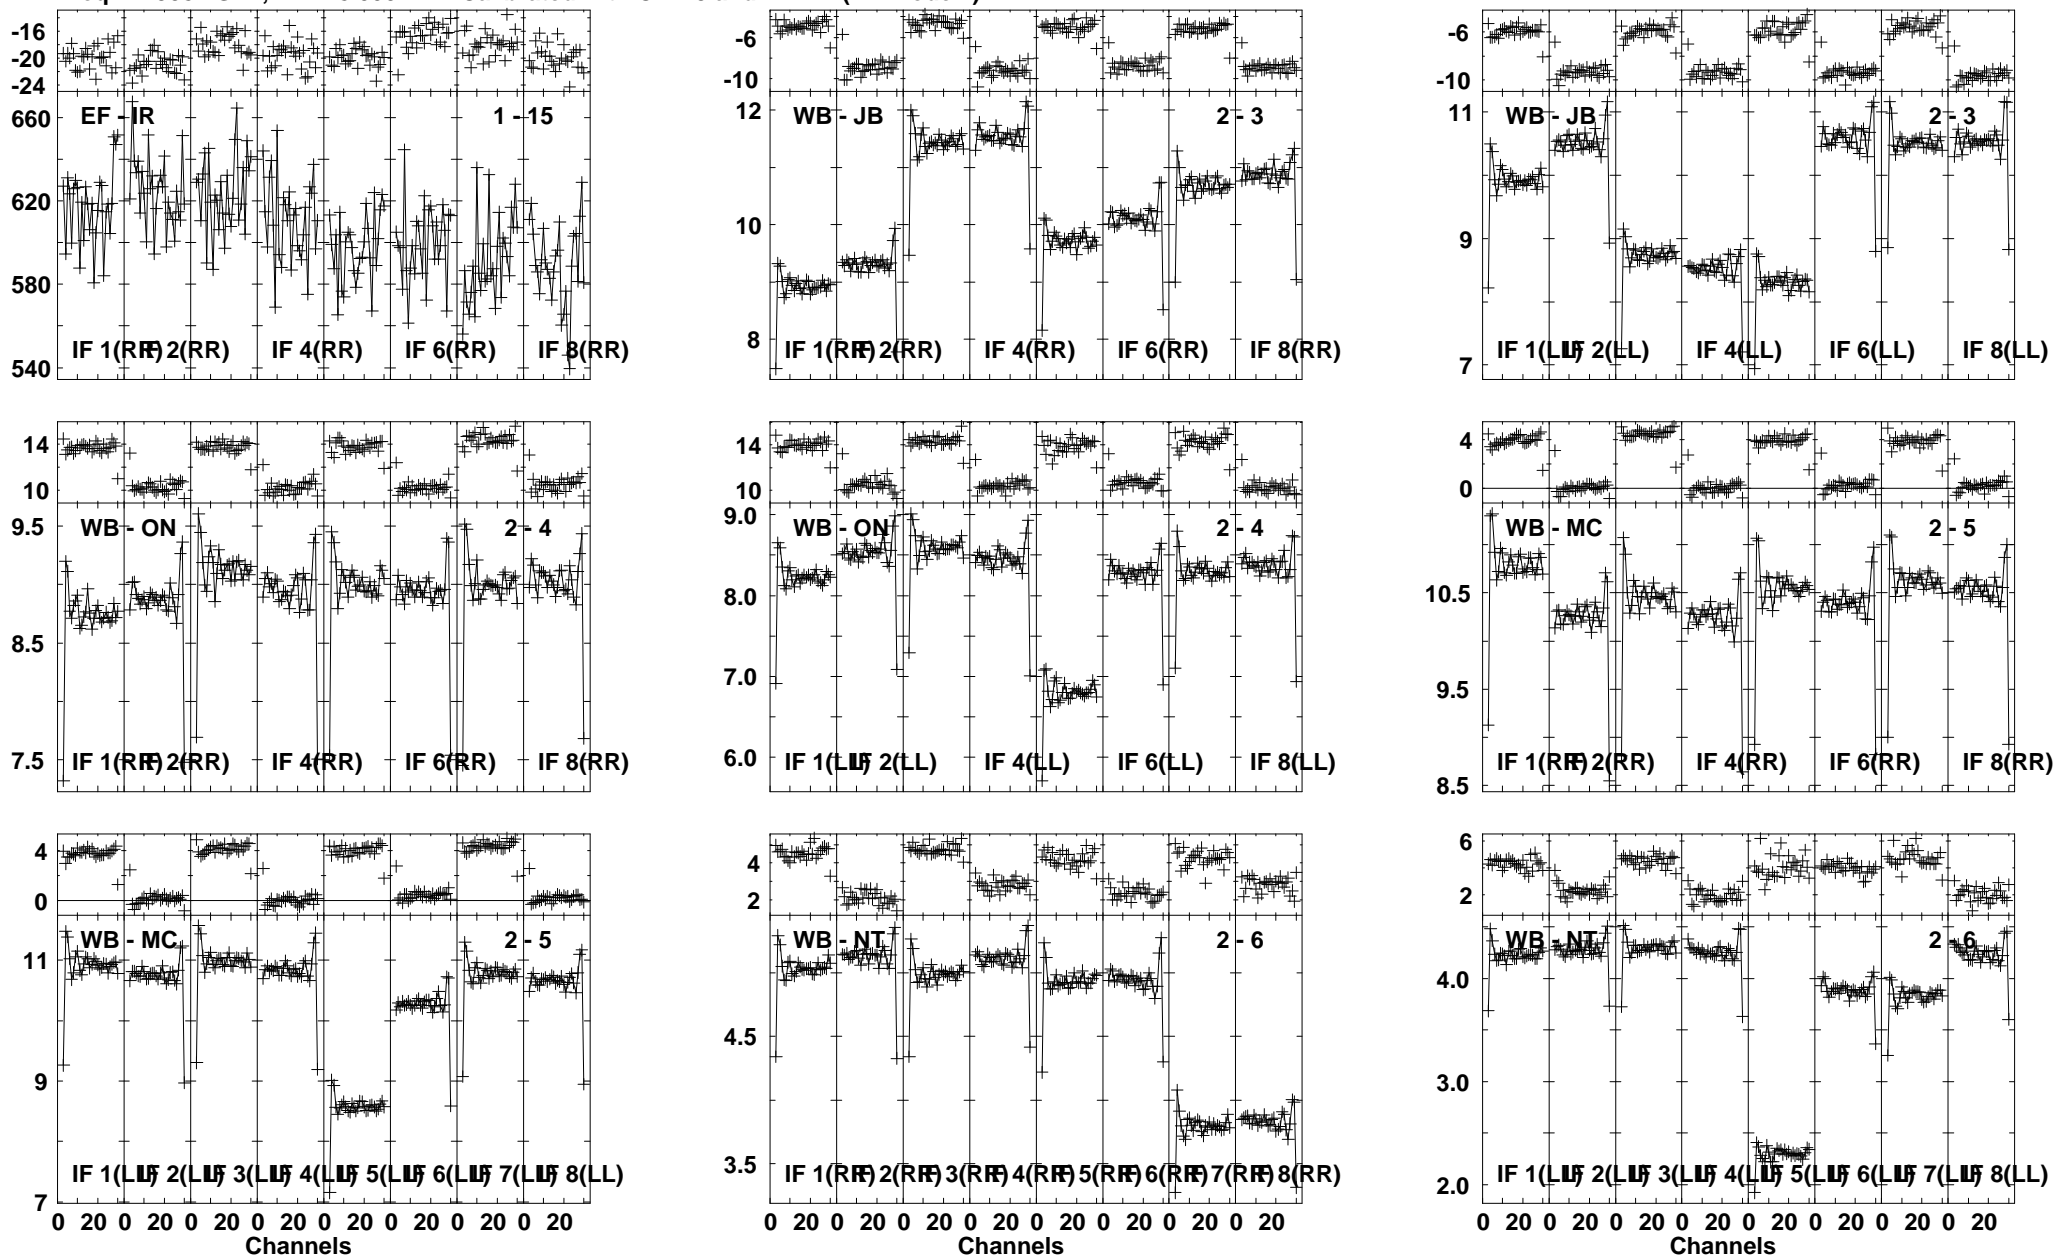 -16
-20
-24
660
620
580
540
EF - IR 1 - 15
IF 1(RR) IF 2(RR) IF 4(RR) IF 6(RR) IF 8(RR)
-6
-10
12
10
8
WB - JB 2 - 3
IF 1(RR) IF 2(RR) IF 4(RR) IF 6(RR) IF 8(RR)
-6
-10
11
9
7
WB - JB 2 - 3
IF 1(LL) IF 2(LL) IF 4(LL) IF 6(LL) IF 8(LL)
14
10
9.5
8.5
7.5
WB - ON 2 - 4
IF 1(RR) IF 2(RR) IF 4(RR) IF 6(RR) IF 8(RR)
14
10
9.0
8.0
7.0
6.0
WB - ON 2 - 4
IF 1(LL) IF 2(LL) IF 4(LL) IF 6(LL) IF 8(LL)
4
0
10.5
9.5
8.5
WB - MC 2 - 5
IF 1(RR) IF 2(RR) IF 4(RR) IF 6(RR) IF 8(RR)
4
0
11
9
7
WB - MC 2 - 5
IF 1(LL) IF 2(LL) IF 3(LL) IF 4(LL) IF 5(LL) IF 6(LL) IF 7(LL) IF 8(LL)
0 20 0 20 0 20 0 20 0 20 0 20 0 20 0 20
Channels
4
2
4.5
3.5
WB - NT 2 - 6
IF 1(RR) IF 2(RR) IF 3(RR) IF 4(RR) IF 5(RR) IF 6(RR) IF 7(RR) IF 8(RR)
0 20 0 20 0 20 0 20 0 20 0 20 0 20 0 20
Channels
6
2
4.0
3.0
2.0
WB - NT 2 - 6
IF 1(LL) IF 2(LL) IF 3(LL) IF 4(LL) IF 5(LL) IF 6(LL) IF 7(LL) IF 8(LL)
0 20 0 20 0 20 0 20 0 20 0 20 0 20 0 20
Channels